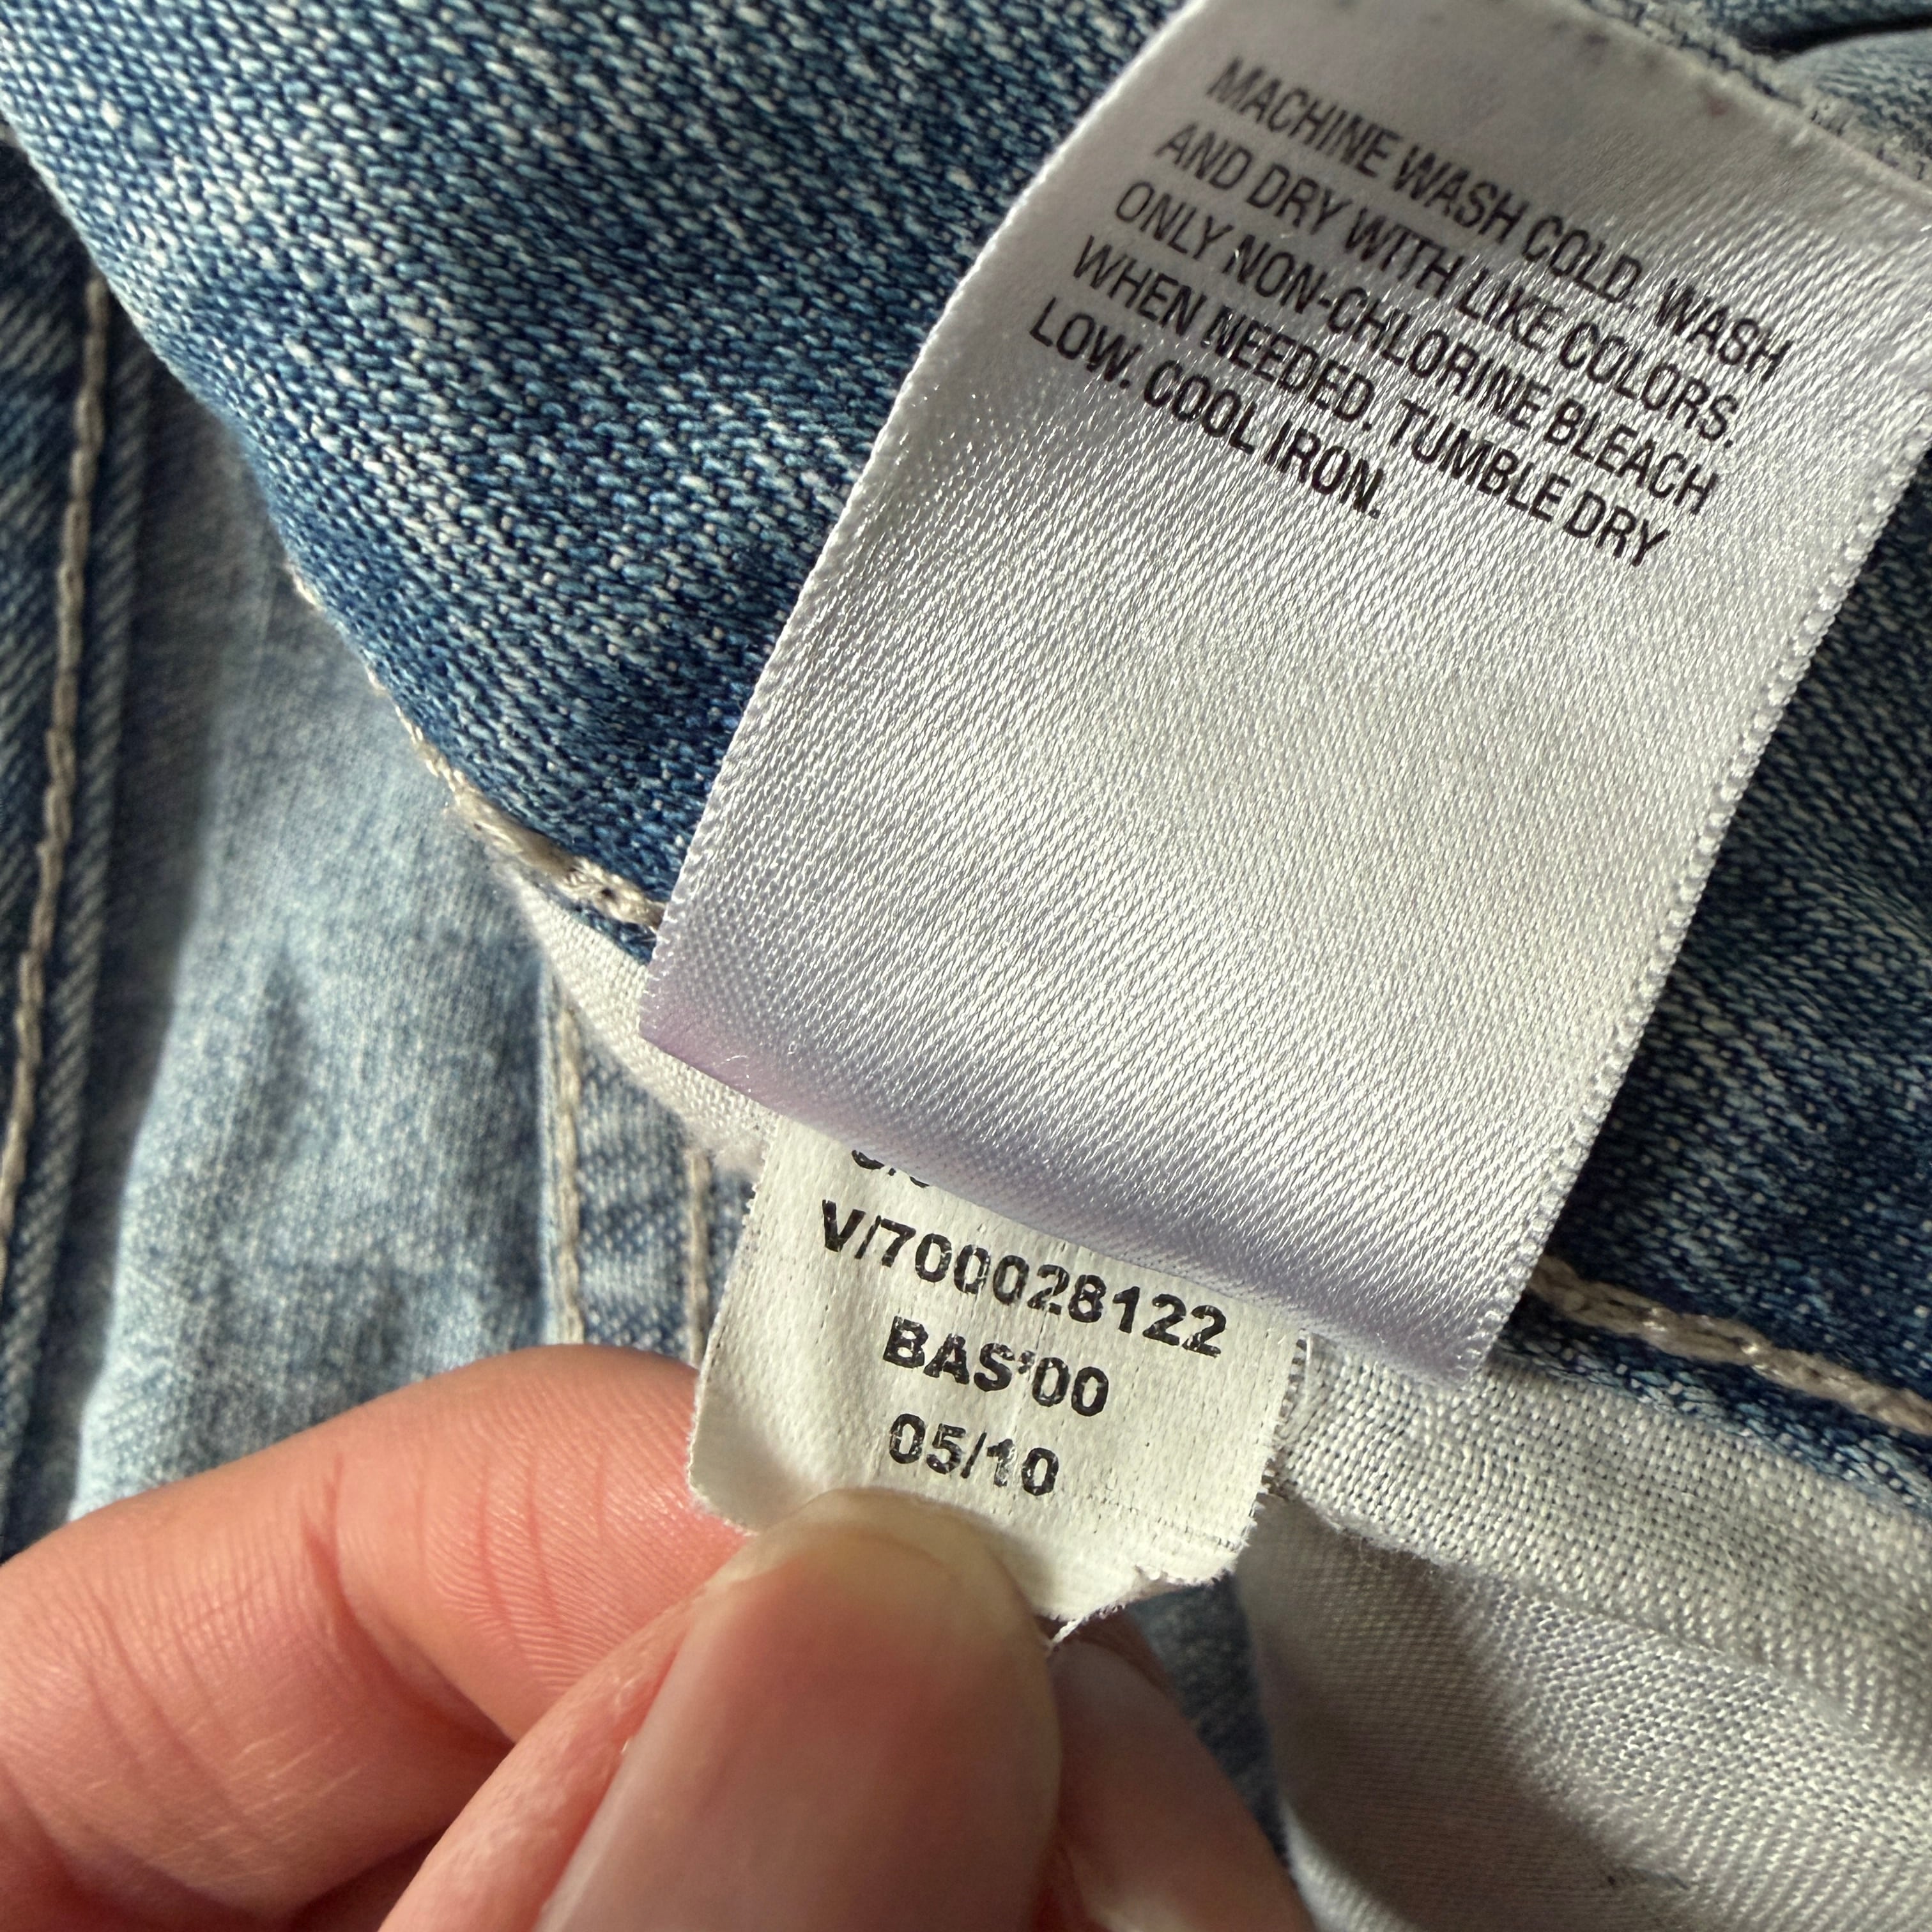 MACHINE WASH COLD. WASH
AND DRY WITH LIKE COLORS.
ONLY NON-CHLORINE BLEACH
WHEN NEEDED. TUMBLE DRY
LOW. COOL IRON.
V/700028122
BAS'00
05/10